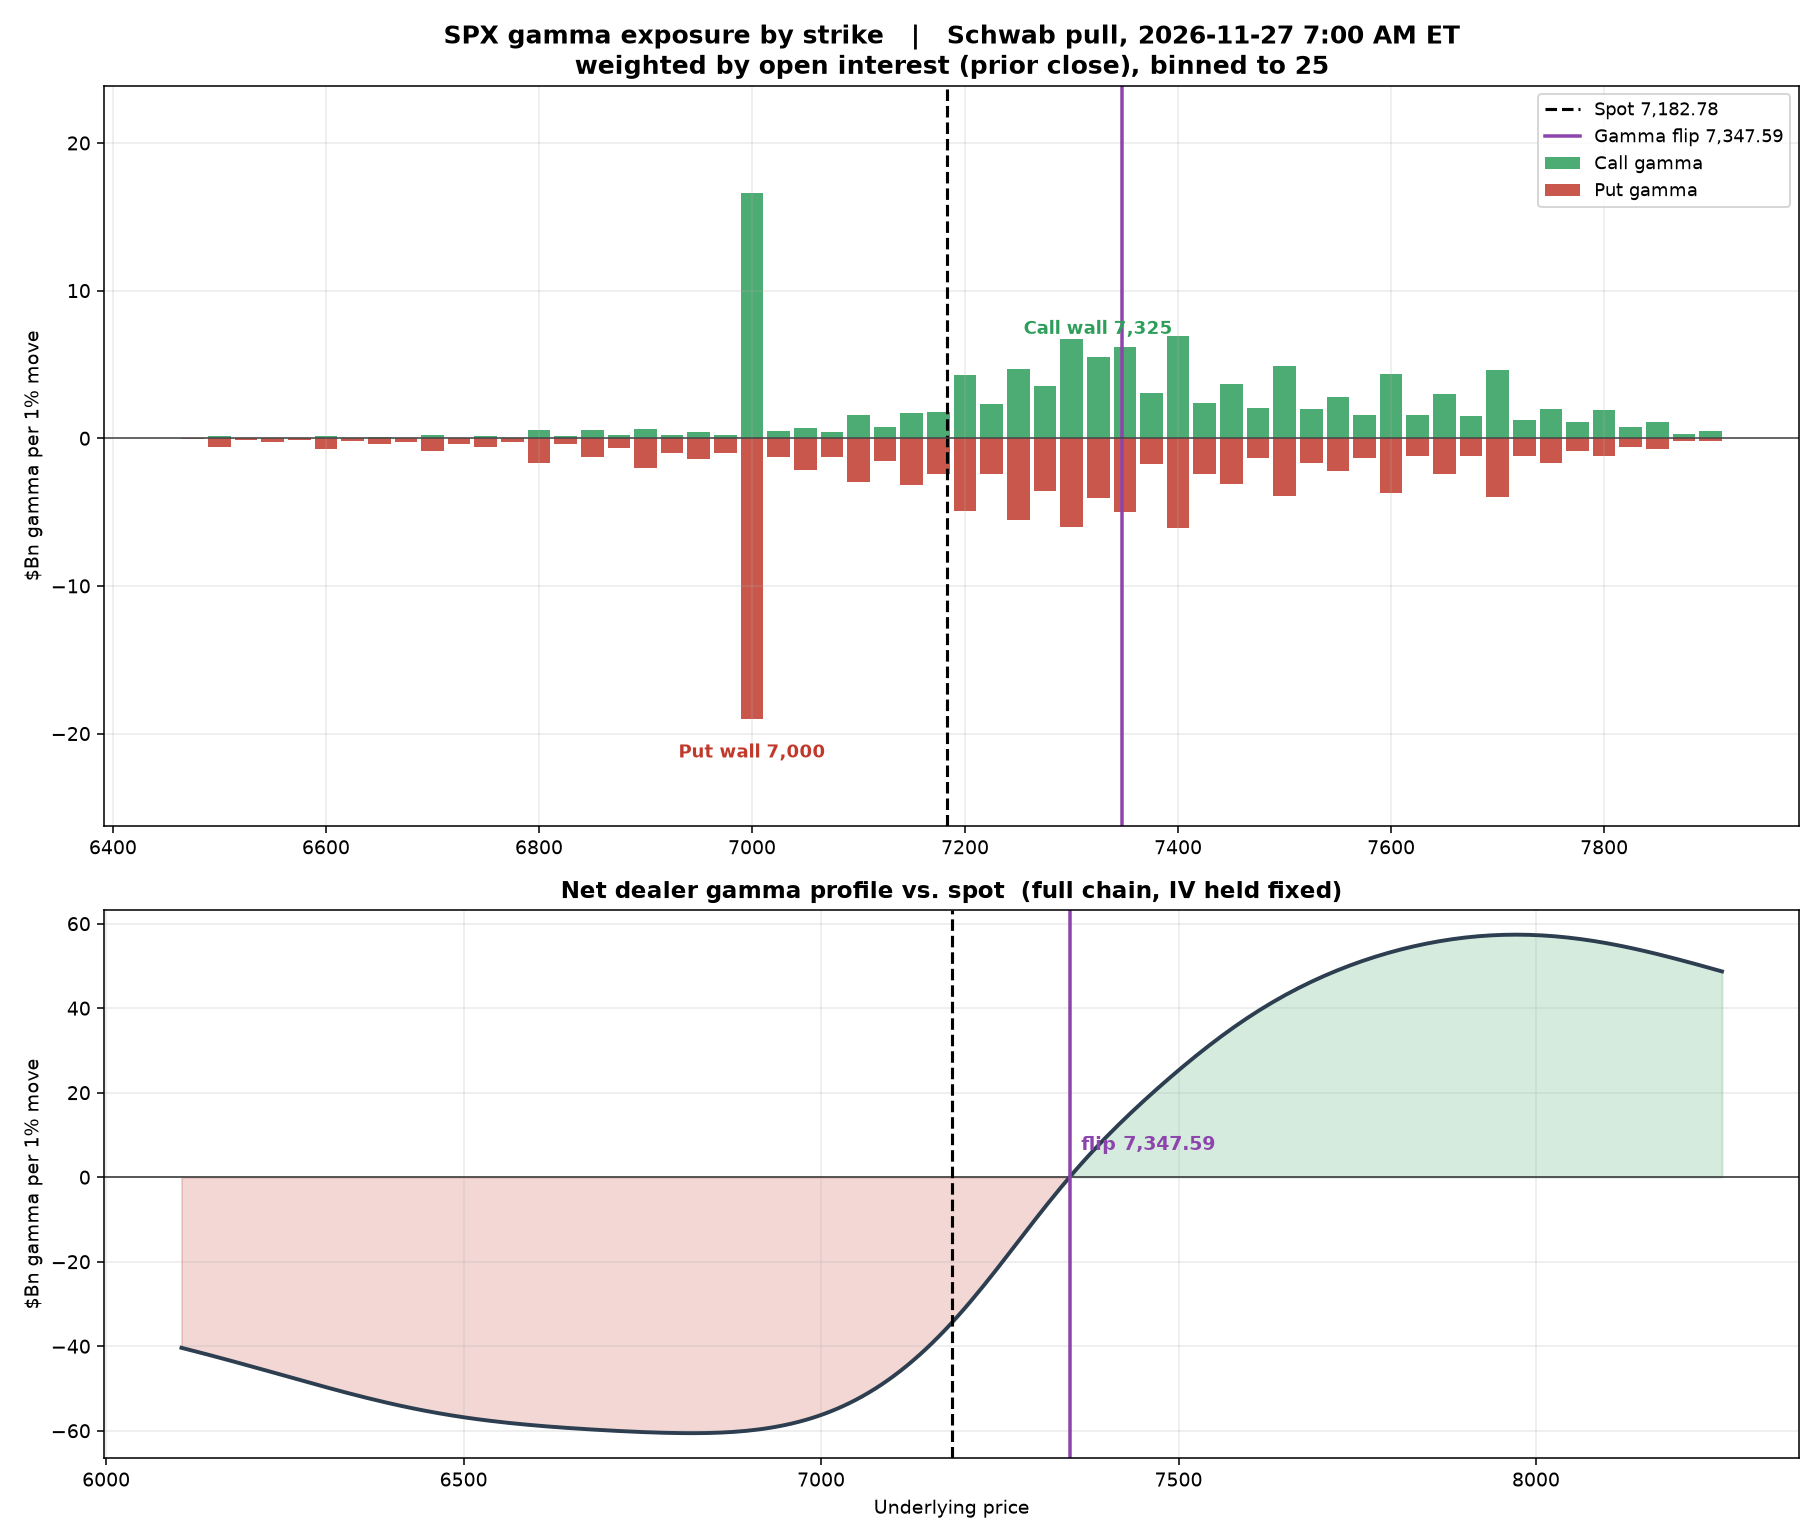 SPX gamma exposure by strike | Schwab pull, 2026-11-27 7:00 AM ET
weighted by open interest (prior close), binned to 25
Spot 7,182.78
Gamma flip 7,347.59
Call gamma
Put gamma
$Bn gamma per 1% move
20
10
0
−10
−20
Call wall 7,325
Put wall 7,000
6400
6600
6800
7000
7200
7400
7600
7800
Net dealer gamma profile vs. spot (full chain, IV held fixed)
$Bn gamma per 1% move
60
40
20
0
−20
−40
−60
flip 7,347.59
6000
6500
7000
7500
8000
Underlying price